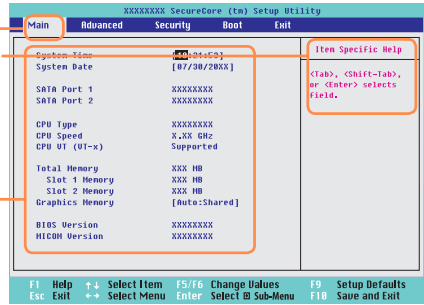 XXXXXXX SecureCore (tm) Setup Utility
Main Advanced Security Boot Exit
System Time :21:53]
System Date [07/30/20XX]
SATA Port 1 XXXXXXXX
SATA Port 2 XXXXXXXX
CPU Type XXXXXXXX
CPU Speed X.XX GHz
CPU VT (VT-x) Supported
Total Memory XXX MB
Slot 1 Memory XXX MB
Slot 2 Memory XXX MB
Graphics Memory [Auto:Shared]
BIOS Version XXXXXXXX
MICOM Version XXXXXXXX
Item Specific Help
<Tab>, <Shift-Tab>,
or <Enter> selects
field.
F1 Help ↑↓ Select Item F5/F6 Change Values F9 Setup Defaults
Esc Exit ←→ Select Menu Enter Select Sub-Menu F10 Save and Exit